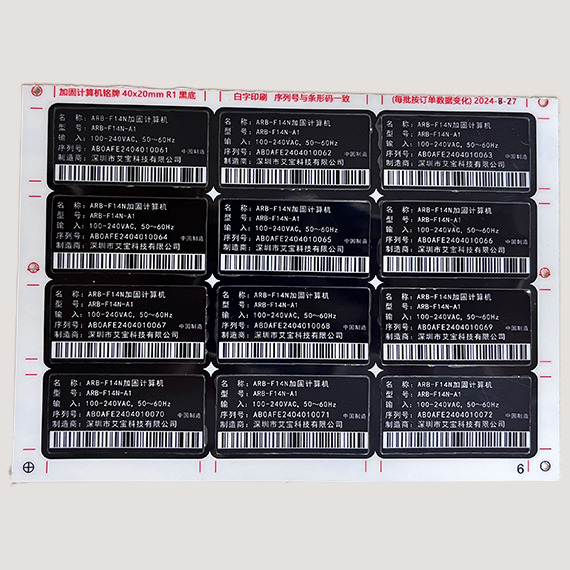 加固计算机铭牌 40x20mm R1 黑底 白字印刷 序列号与条形码一致 (每批按订单数据变化) 2024-8-27
名 称: ARB-F14N加固计算机
型 号: ARB-F14N-A1
输 入: 100-240VAC, 50~60Hz
序列号: AB0AFE2404010061 中国制造
制造商: 深圳市艾宝科技有限公司
名 称: ARB-F14N加固计算机
型 号: ARB-F14N-A1
输 入: 100-240VAC, 50~60Hz
序列号: AB0AFE2404010062 中国制造
制造商: 深圳市艾宝科技有限公司
名 称: ARB-F14N加固计算机
型 号: ARB-F14N-A1
输 入: 100-240VAC, 50~60Hz
序列号: AB0AFE2404010063 中国制造
制造商: 深圳市艾宝科技有限公司
名 称: ARB-F14N加固计算机
型 号: ARB-F14N-A1
输 入: 100-240VAC, 50~60Hz
序列号: AB0AFE2404010064 中国制造
制造商: 深圳市艾宝科技有限公司
名 称: ARB-F14N加固计算机
型 号: ARB-F14N-A1
输 入: 100-240VAC, 50~60Hz
序列号: AB0AFE2404010065 中国制造
制造商: 深圳市艾宝科技有限公司
名 称: ARB-F14N加固计算机
型 号: ARB-F14N-A1
输 入: 100-240VAC, 50~60Hz
序列号: AB0AFE2404010066 中国制造
制造商: 深圳市艾宝科技有限公司
名 称: ARB-F14N加固计算机
型 号: ARB-F14N-A1
输 入: 100-240VAC, 50~60Hz
序列号: AB0AFE2404010067 中国制造
制造商: 深圳市艾宝科技有限公司
名 称: ARB-F14N加固计算机
型 号: ARB-F14N-A1
输 入: 100-240VAC, 50~60Hz
序列号: AB0AFE2404010068 中国制造
制造商: 深圳市艾宝科技有限公司
名 称: ARB-F14N加固计算机
型 号: ARB-F14N-A1
输 入: 100-240VAC, 50~60Hz
序列号: AB0AFE2404010069 中国制造
制造商: 深圳市艾宝科技有限公司
名 称: ARB-F14N加固计算机
型 号: ARB-F14N-A1
输 入: 100-240VAC, 50~60Hz
序列号: AB0AFE2404010070 中国制造
制造商: 深圳市艾宝科技有限公司
名 称: ARB-F14N加固计算机
型 号: ARB-F14N-A1
输 入: 100-240VAC, 50~60Hz
序列号: AB0AFE2404010071 中国制造
制造商: 深圳市艾宝科技有限公司
名 称: ARB-F14N加固计算机
型 号: ARB-F14N-A1
输 入: 100-240VAC, 50~60Hz
序列号: AB0AFE2404010072 中国制造
制造商: 深圳市艾宝科技有限公司
6